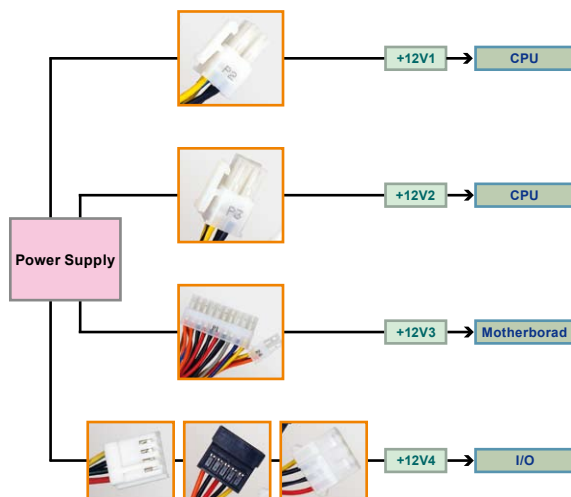 P2
+12V1
CPU
P3
+12V2
CPU
Power Supply
+12V3
Motherborad
+12V4
I/O